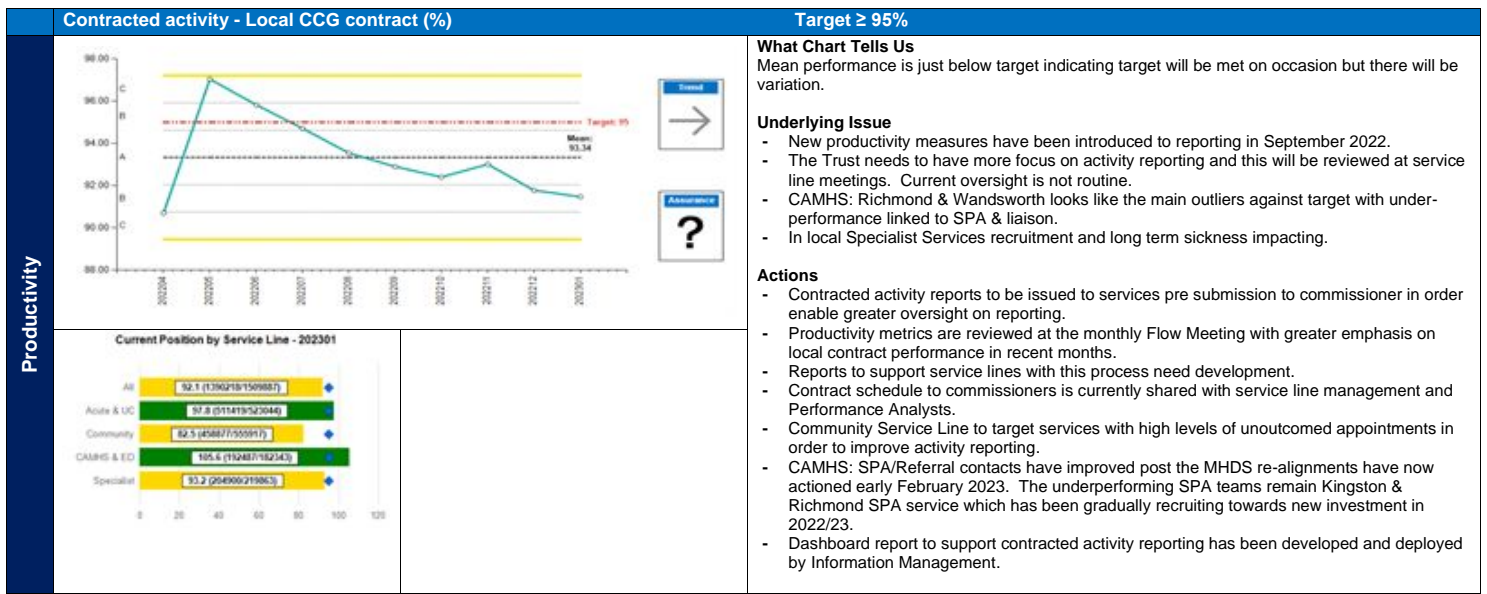 Contracted activity - Local CCG contract (%)
Target ≥ 95%
Productivity
98.00
96.00
94.00
92.00
90.00
88.00
C
B
A
B
C
Target: 95
Mean:
93.34
202204
202205
202206
202207
202208
202209
202210
202211
202212
202301
Trend
Assurance
?
Current Position by Service Line - 202301
All
92.1 (1390218/1509887)
Acute & UC
97.8 (511419/523044)
Community
82.5 (458877/555917)
CAMHS & ED
105.6 (192487/182343)
Specialist
93.2 (204900/219863)
0
20
40
60
80
100
120
What Chart Tells Us
Mean performance is just below target indicating target will be met on occasion but there will be
variation.
Underlying Issue
- New productivity measures have been introduced to reporting in September 2022.
- The Trust needs to have more focus on activity reporting and this will be reviewed at service
line meetings. Current oversight is not routine.
- CAMHS: Richmond & Wandsworth looks like the main outliers against target with under-
performance linked to SPA & liaison.
- In local Specialist Services recruitment and long term sickness impacting.
Actions
- Contracted activity reports to be issued to services pre submission to commissioner in order
enable greater oversight on reporting.
- Productivity metrics are reviewed at the monthly Flow Meeting with greater emphasis on
local contract performance in recent months.
- Reports to support service lines with this process need development.
- Contract schedule to commissioners is currently shared with service line management and
Performance Analysts.
- Community Service Line to target services with high levels of unoutcomed appointments in
order to improve activity reporting.
- CAMHS: SPA/Referral contacts have improved post the MHDS re-alignments have now
actioned early February 2023. The underperforming SPA teams remain Kingston &
Richmond SPA service which has been gradually recruiting towards new investment in
2022/23.
- Dashboard report to support contracted activity reporting has been developed and deployed
by Information Management.